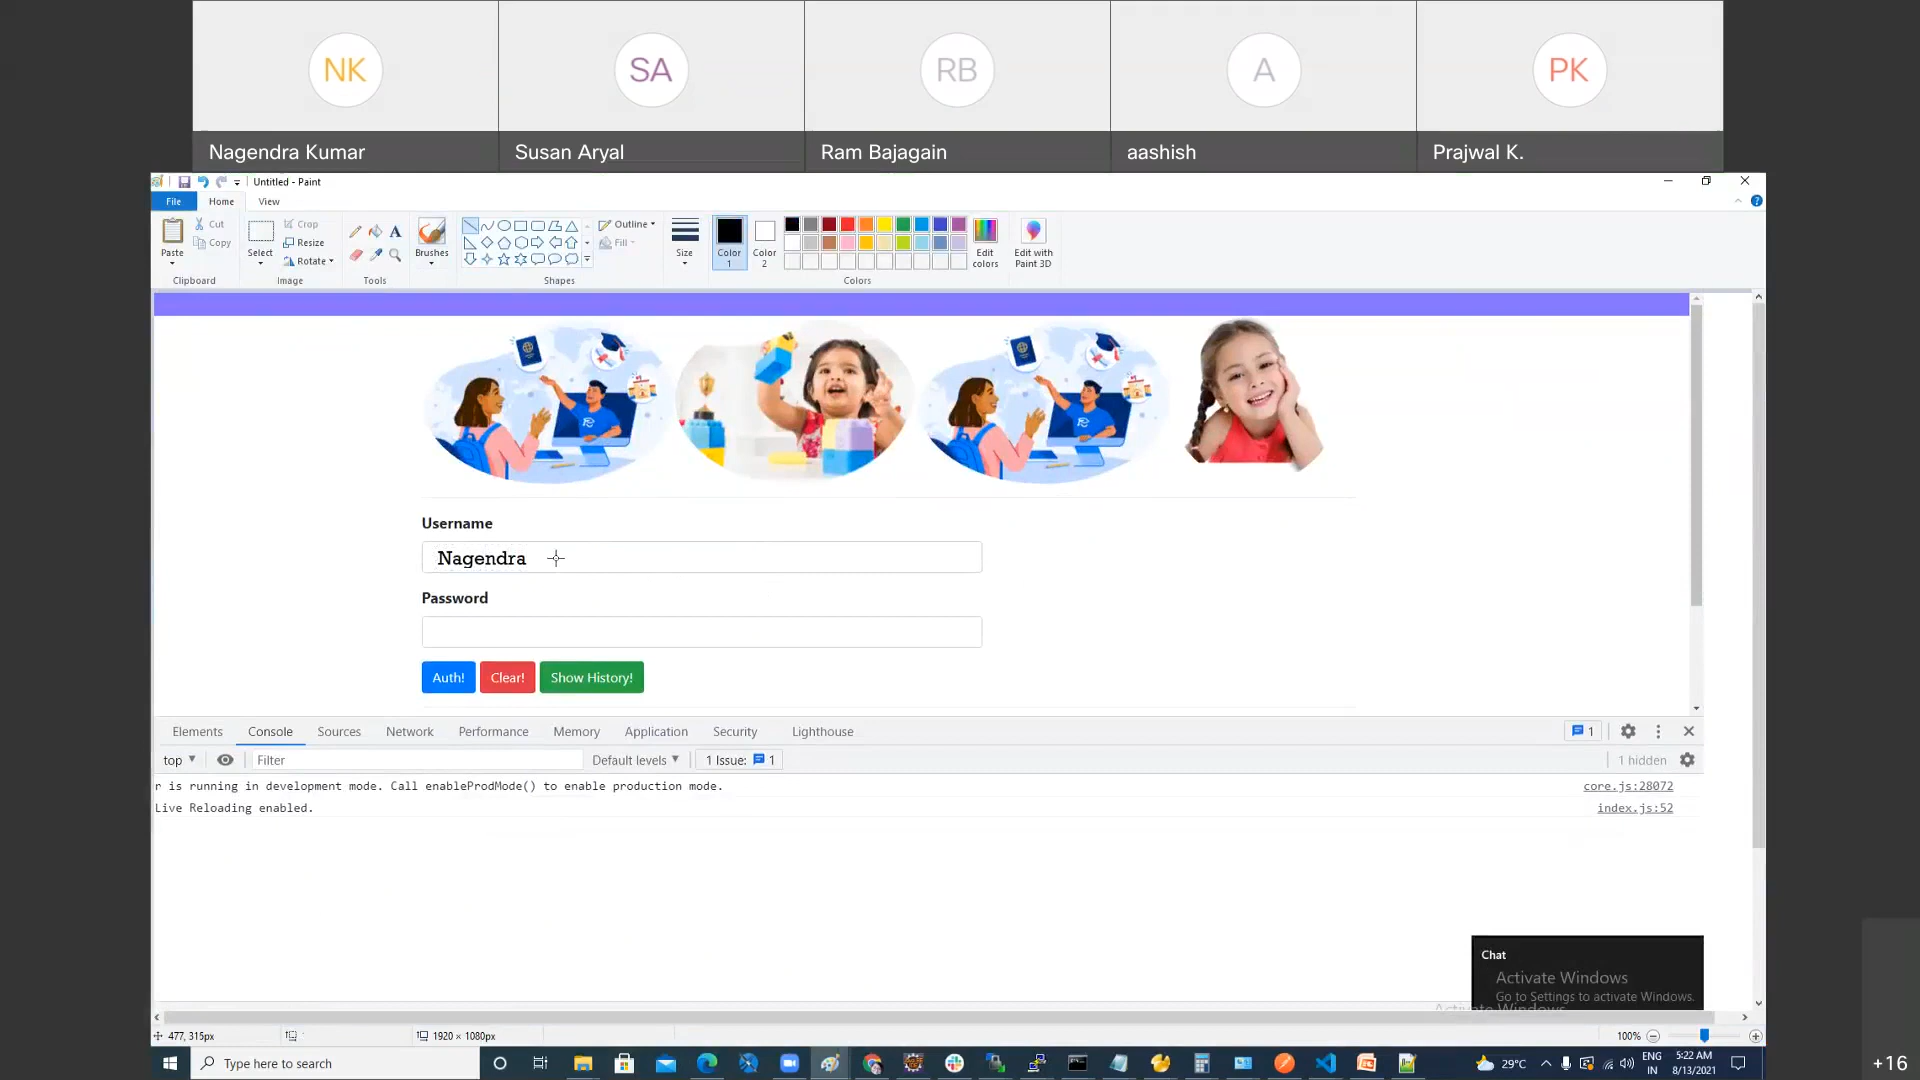 NK
SA
RB
A
PK
Nagendra Kumar
Susan Aryal
Ram Bajagain
aashish
Prajwal K.
Untitled - Paint
File
Home
View
Paste
Cut
Copy
Clipboard
Select
Crop
Resize
Rotate
Image
A
Tools
Brushes
Outline
Fill
Shapes
Size
Color 1
Color 2
Edit colors
Edit with Paint 3D
Colors
Username
Nagendra
Password
Auth!
Clear!
Show History!
Elements
Console
Sources
Network
Performance
Memory
Application
Security
Lighthouse
1
top
Filter
Default levels
1 Issue:
1
1 hidden
r is running in development mode. Call enableProdMode() to enable production mode.
core.js:28072
Live Reloading enabled.
index.js:52
Chat
Activate Windows
Go to Settings to activate Windows.
Activate Windows
477, 315px
1920 × 1080px
100%
Type here to search
29°C
ENG
IN
5:22 AM
8/13/2021
+16